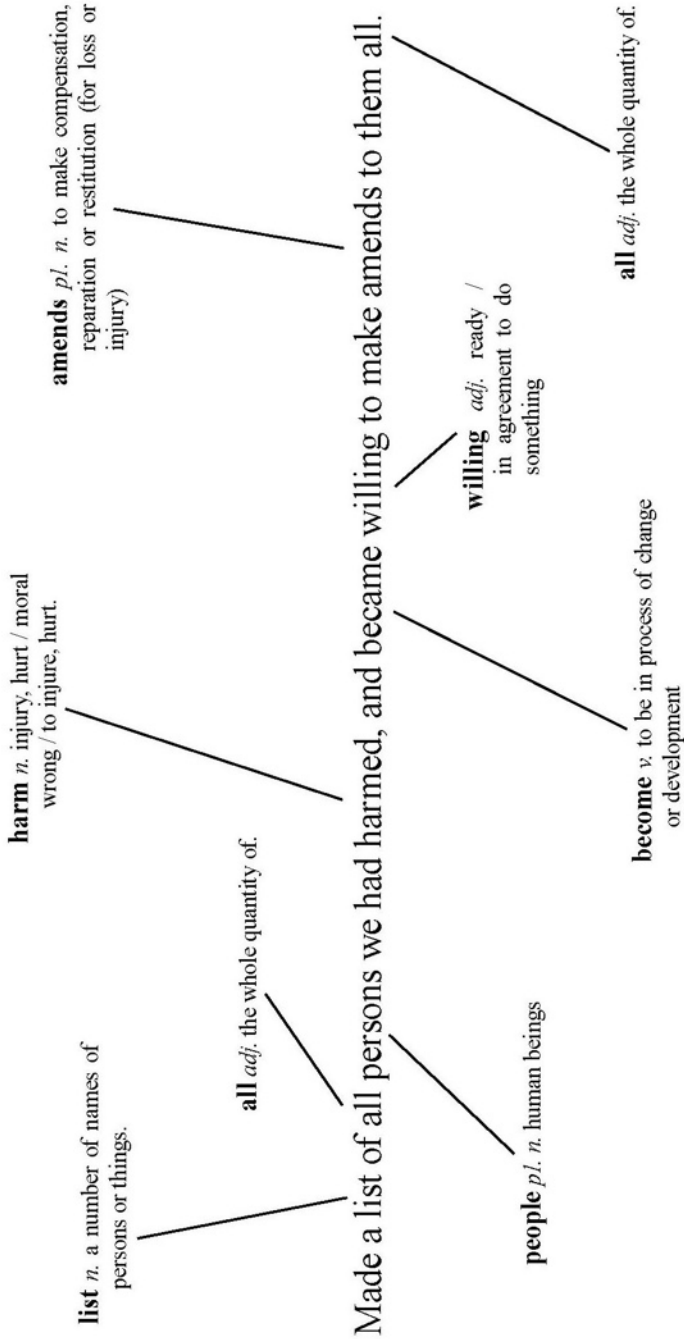 list n. a number of names of
persons or things.
all adj. the whole quantity of.
harm n. injury, hurt / moral
wrong / to injure, hurt.
amends pl. n. to make compensation,
reparation or restitution (for loss or
injury)
Made a list of all persons we had harmed, and became willing to make amends to them all.
people pl. n. human beings
become v. to be in process of change
or development
willing adj. ready /
in agreement to do
something
all adj. the whole quantity of.